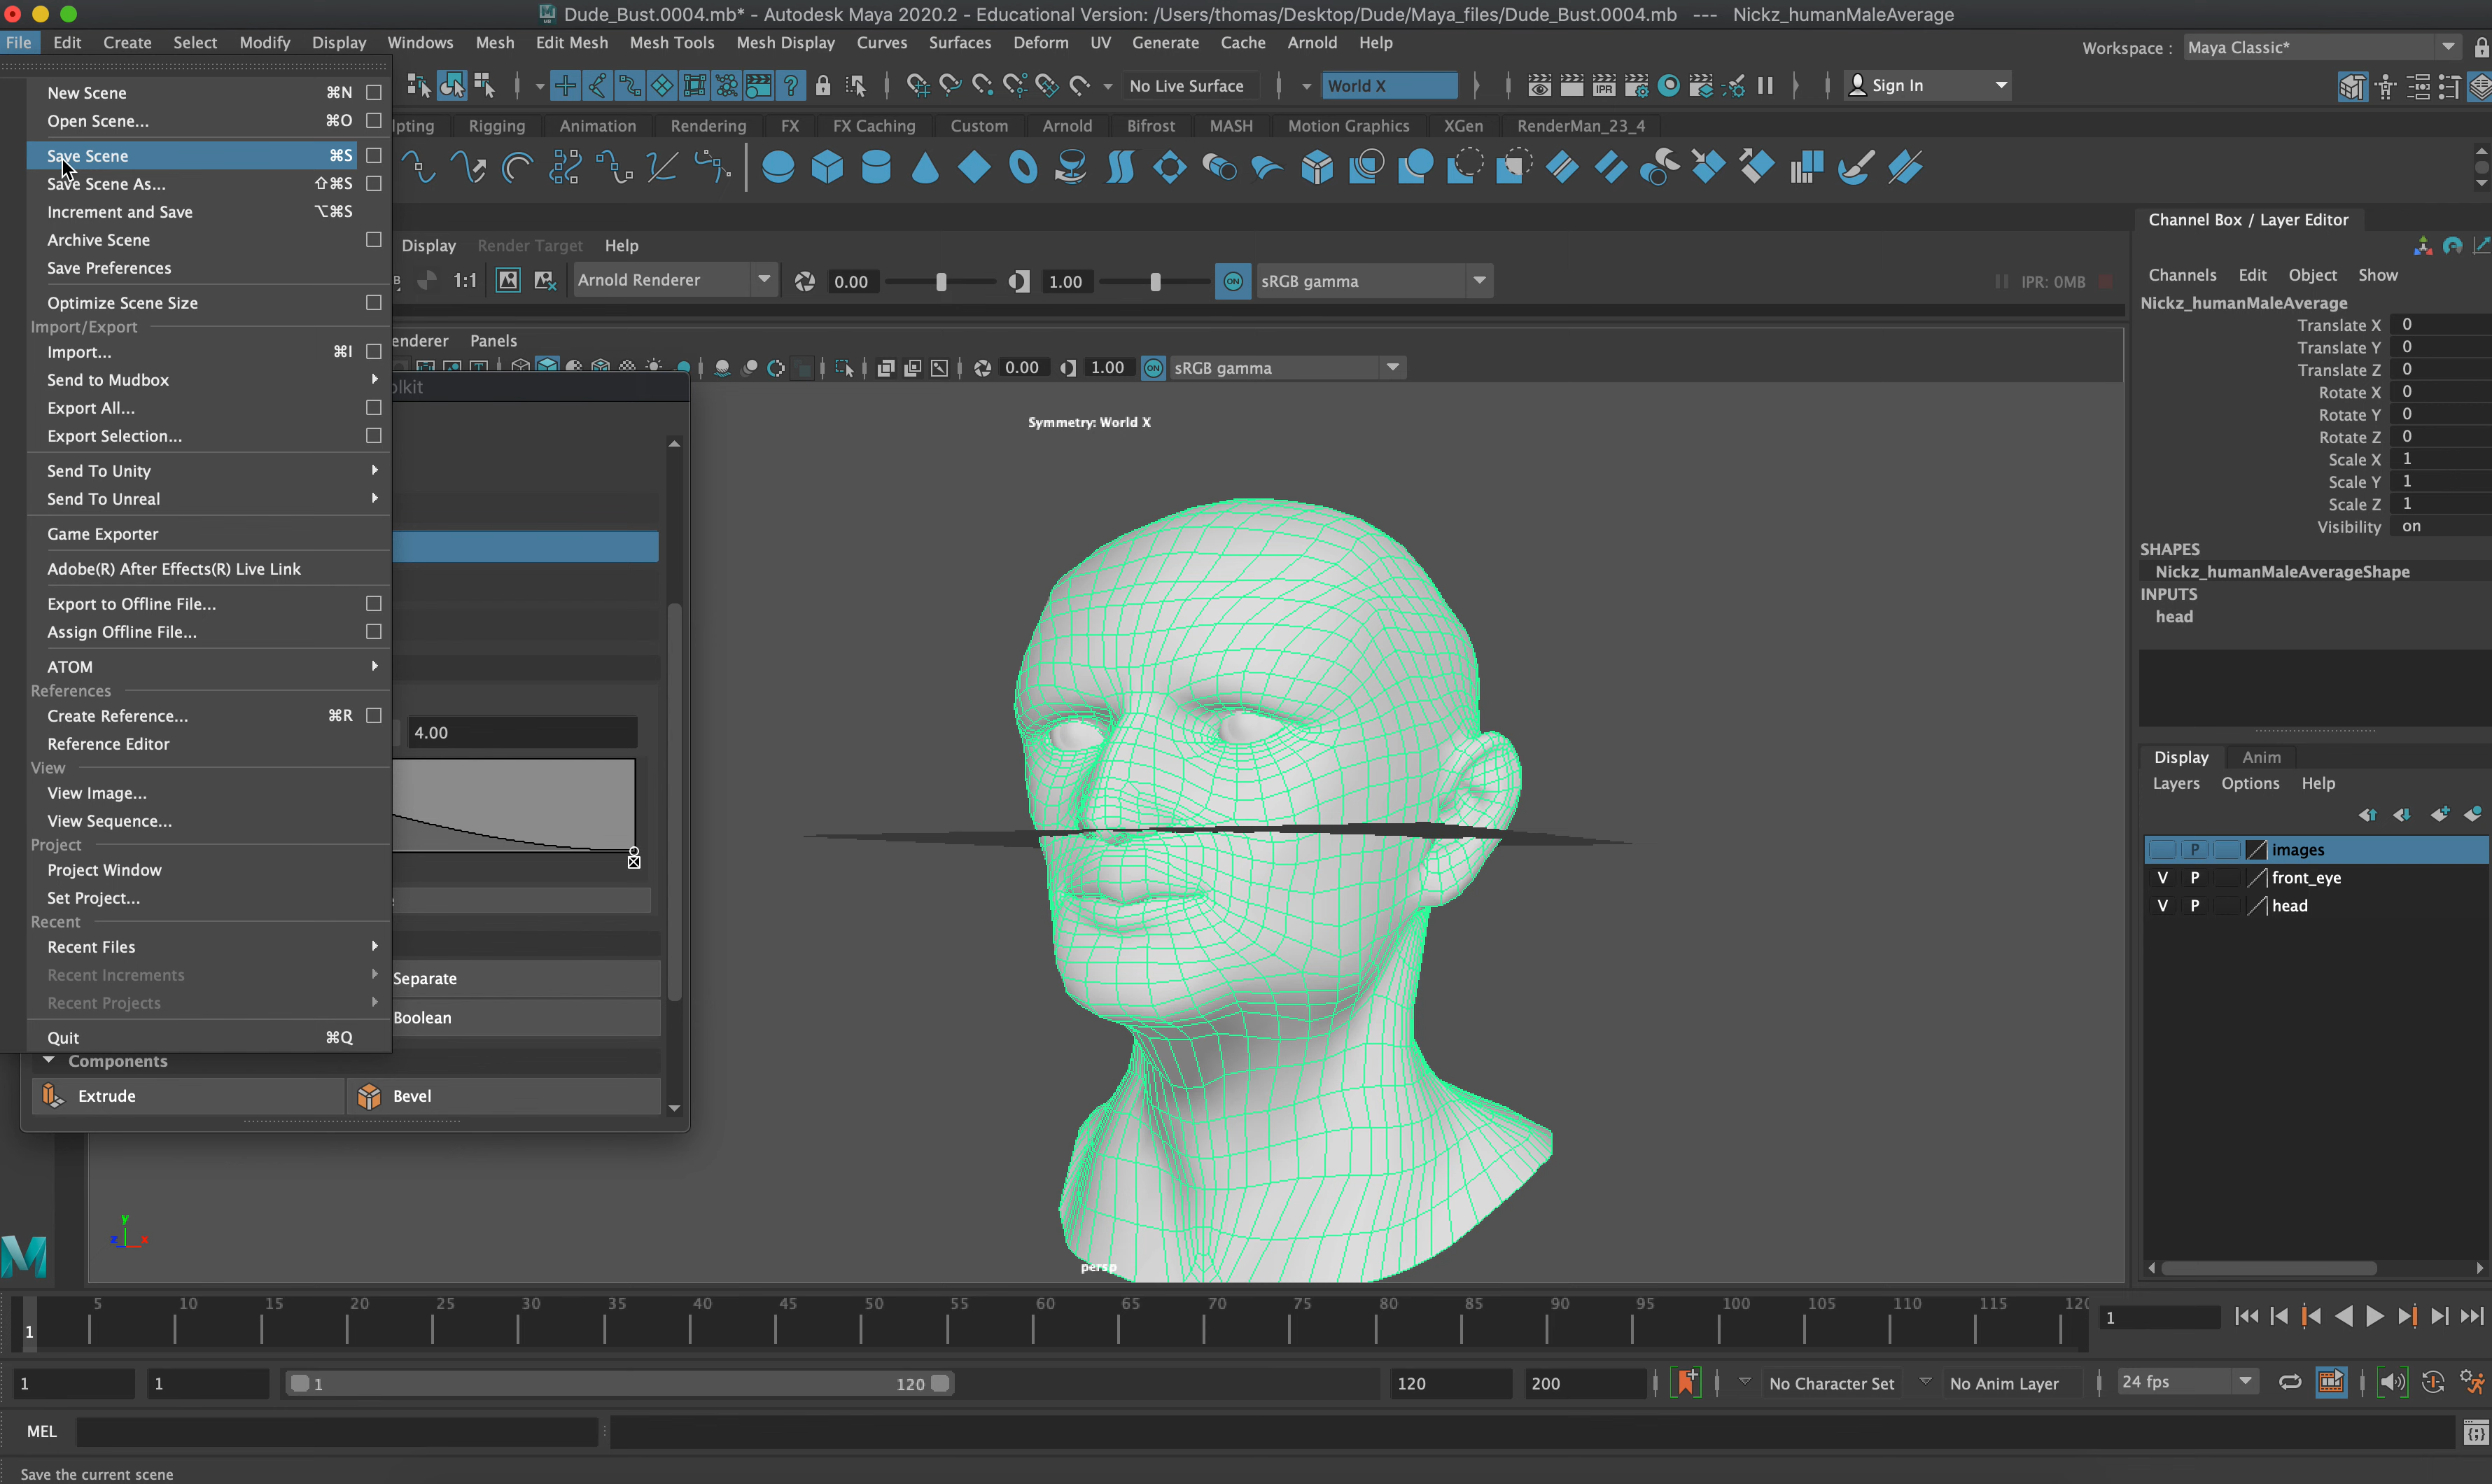 Dude_Bust.0004.mb* - Autodesk Maya 2020.2 - Educational Version: /Users/thomas/Desktop/Dude/Maya_files/Dude_Bust.0004.mb --- Nickz_humanMaleAverage
File Edit Create Select Modify Display Windows Mesh Edit Mesh Mesh Tools Mesh Display Curves Surfaces Deform UV Generate Cache Arnold Help
Workspace : Maya Classic*
No Live Surface
World X
IPR
Sign In
Rigging Animation Rendering FX FX Caching Custom Arnold Bifrost MASH Motion Graphics XGen RenderMan_23_4
New Scene ⌘N
Open Scene... ⌘O
Save Scene ⌘S
Save Scene As... ⇧⌘S
Increment and Save ⌥⌘S
Archive Scene
Save Preferences
Optimize Scene Size
Import/Export
Import... ⌘I
Send to Mudbox
Export All...
Export Selection...
Send To Unity
Send To Unreal
Game Exporter
Adobe(R) After Effects(R) Live Link
Export to Offline File...
Assign Offline File...
ATOM
References
Create Reference... ⌘R
Reference Editor
View
View Image...
View Sequence...
Project
Project Window
Set Project...
Recent
Recent Files
Recent Increments
Recent Projects
Quit ⌘Q
Display Render Target Help
1:1 Arnold Renderer 0.00 1.00 ON sRGB gamma IPR: 0MB
enderer Panels
0.00 1.00 ON sRGB gamma
olkit
4.00
Separate
Boolean
Components
Extrude Bevel
Symmetry: World X
persp
y
z x
Channel Box / Layer Editor
Channels Edit Object Show
Nickz_humanMaleAverage
Translate X 0
Translate Y 0
Translate Z 0
Rotate X 0
Rotate Y 0
Rotate Z 0
Scale X 1
Scale Y 1
Scale Z 1
Visibility on
SHAPES
Nickz_humanMaleAverageShape
INPUTS
head
Display Anim
Layers Options Help
P images
V P front_eye
V P head
M
5 10 15 20 25 30 35 40 45 50 55 60 65 70 75 80 85 90 95 100 105 110 115 120
1
1
1 1 1 120 120 200 No Character Set No Anim Layer 24 fps
MEL
Save the current scene